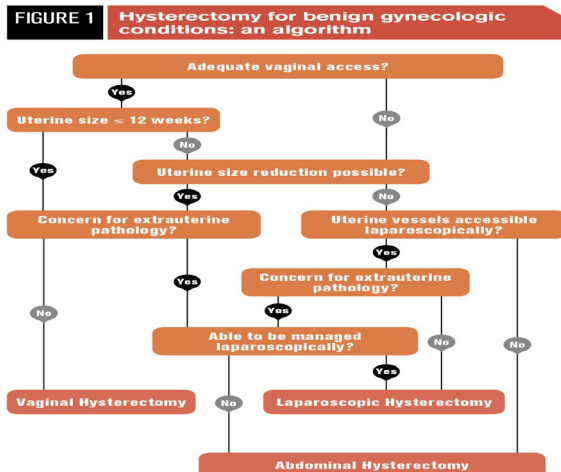 FIGURE 1
Hysterectomy for benign gynecologic
conditions: an algorithm
Adequate vaginal access?
Yes
Uterine size ≤ 12 weeks?
No
No
Yes
Uterine size reduction possible?
Yes
No
Concern for extrauterine
pathology?
Uterine vessels accessible
laparoscopically?
Yes
Concern for extrauterine
pathology?
No
Yes
Yes
No
No
Able to be managed
laparoscopically?
No
Yes
Vaginal Hysterectomy
Laparoscopic Hysterectomy
Abdominal Hysterectomy